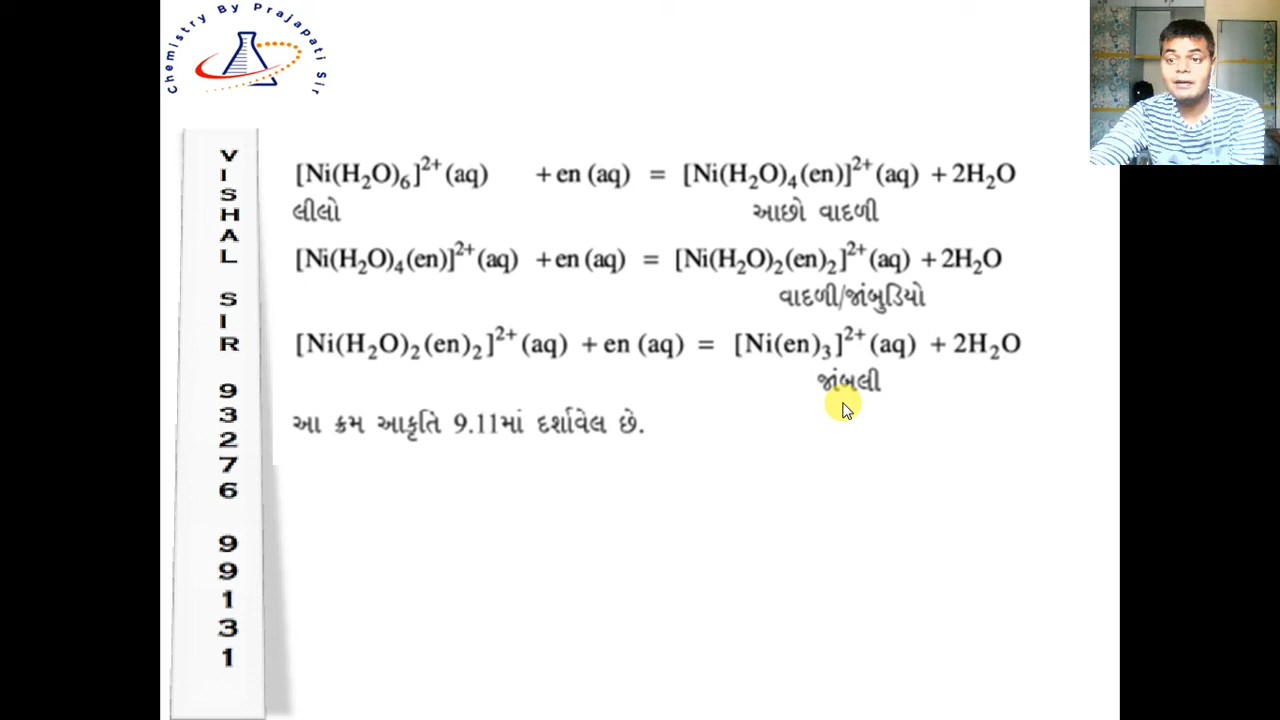 Chemistry By Prajapati Sir
VISHAL SIR 93276 99131
[Ni(H₂O)₆]²⁺(aq) + en (aq) = [Ni(H₂O)₄(en)]²⁺(aq) + 2H₂O
લીલો આછો વાદળી
[Ni(H₂O)₄(en)]²⁺(aq) + en (aq) = [Ni(H₂O)₂(en)₂]²⁺(aq) + 2H₂O
વાદળી/જાંબુડિયો
[Ni(H₂O)₂(en)₂]²⁺(aq) + en (aq) = [Ni(en)₃]²⁺(aq) + 2H₂O
જાંબલી
આ ક્રમ આકૃતિ 9.11માં દર્શાવેલ છે.